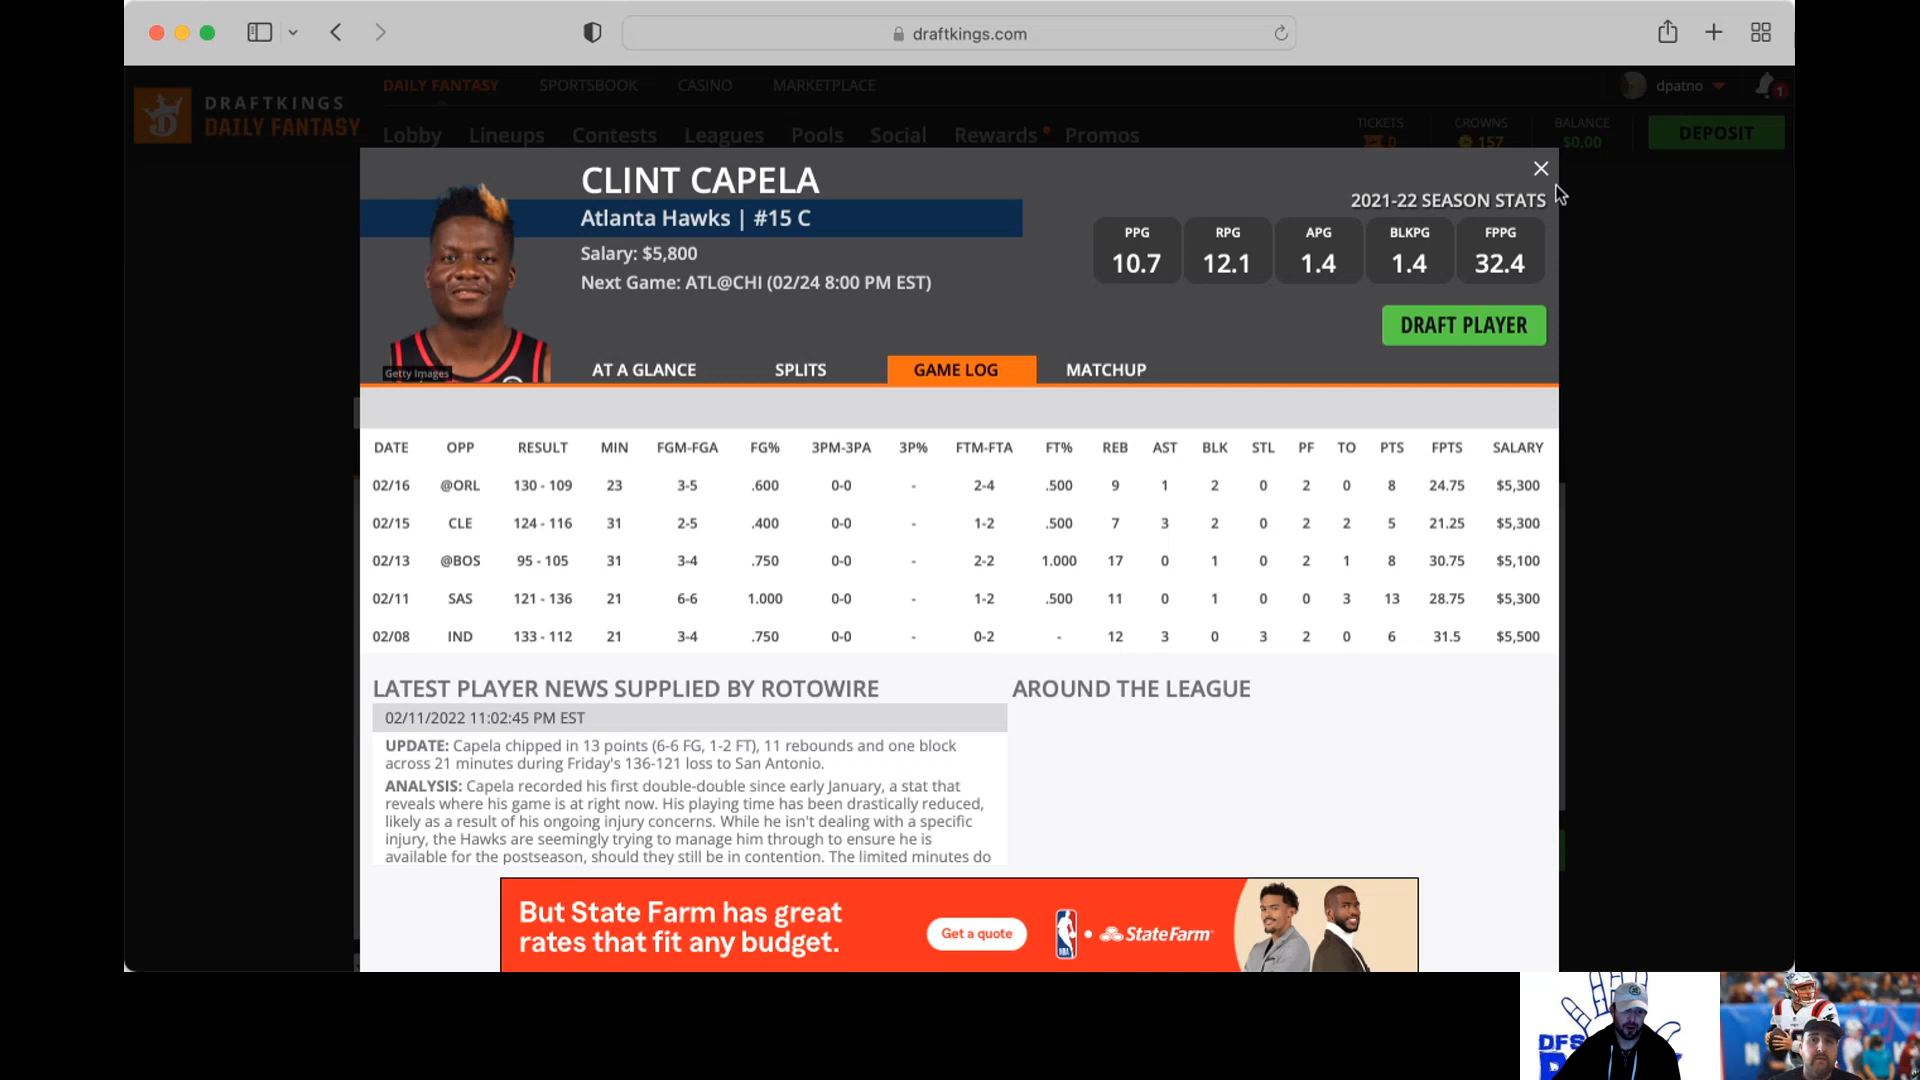 draftkings.com
DRAFTKINGS
DAILY FANTASY
DAILY FANTASY SPORTSBOOK CASINO MARKETPLACE
dpatno
1
Lobby Lineups Contests Leagues Pools Social Rewards Promos
TICKETS CROWNS BALANCE
0 157 $0.00
DEPOSIT
CLINT CAPELA
Atlanta Hawks | #15 C
Salary: $5,800
Next Game: ATL@CHI (02/24 8:00 PM EST)
2021-22 SEASON STATS
PPG RPG APG BLKPG FPPG
10.7 12.1 1.4 1.4 32.4
DRAFT PLAYER
Getty Images
AT A GLANCE SPLITS GAME LOG MATCHUP
DATE OPP RESULT MIN FGM-FGA FG% 3PM-3PA 3P% FTM-FTA FT% REB AST BLK STL PF TO PTS FPTS SALARY
02/16 @ORL 130 - 109 23 3-5 .600 0-0 - 2-4 .500 9 1 2 0 2 0 8 24.75 $5,300
02/15 CLE 124 - 116 31 2-5 .400 0-0 - 1-2 .500 7 3 2 0 2 2 5 21.25 $5,300
02/13 @BOS 95 - 105 31 3-4 .750 0-0 - 2-2 1.000 17 0 1 0 2 1 8 30.75 $5,100
02/11 SAS 121 - 136 21 6-6 1.000 0-0 - 1-2 .500 11 0 1 0 0 3 13 28.75 $5,300
02/08 IND 133 - 112 21 3-4 .750 0-0 - 0-2 - 12 3 0 3 2 0 6 31.5 $5,500
LATEST PLAYER NEWS SUPPLIED BY ROTOWIRE
AROUND THE LEAGUE
02/11/2022 11:02:45 PM EST
UPDATE: Capela chipped in 13 points (6-6 FG, 1-2 FT), 11 rebounds and one block
across 21 minutes during Friday's 136-121 loss to San Antonio.
ANALYSIS: Capela recorded his first double-double since early January, a stat that
reveals where his game is at right now. His playing time has been drastically reduced,
likely as a result of his ongoing injury concerns. While he isn't dealing with a specific
injury, the Hawks are seemingly trying to manage him through to ensure he is
available for the postseason, should they still be in contention. The limited minutes do
But State Farm has great
rates that fit any budget.
Get a quote
NBA
StateFarm
DFS